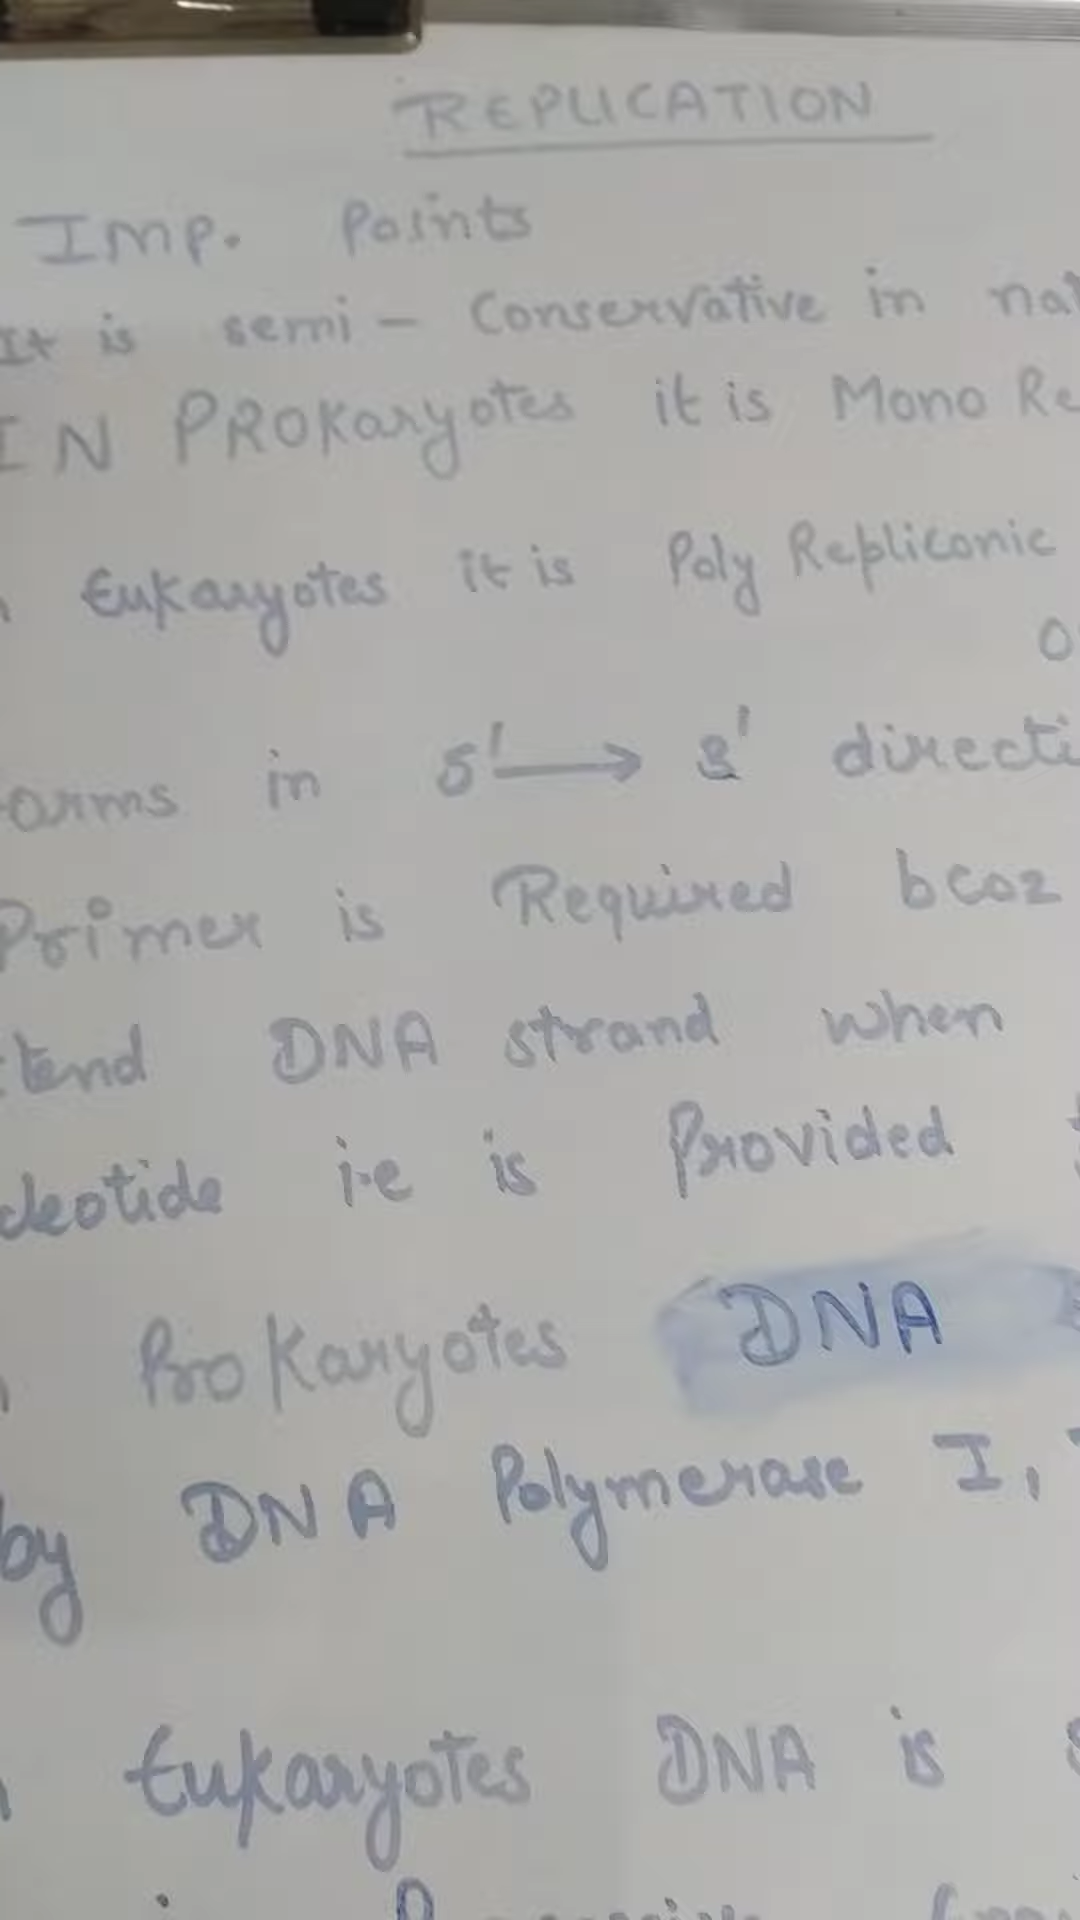 REPLICATION
Imp. Points
It is semi - Conservative in nat
IN PROKaryotes it is Mono Re
Eukaryotes it is Poly Repliconic
in 5' → 3' directi
Primer is Required bcoz
tend DNA strand when
cleotide i.e is Provided
ProKaryotes DNA
by DNA Polymerase I,
Eukaryotes DNA is